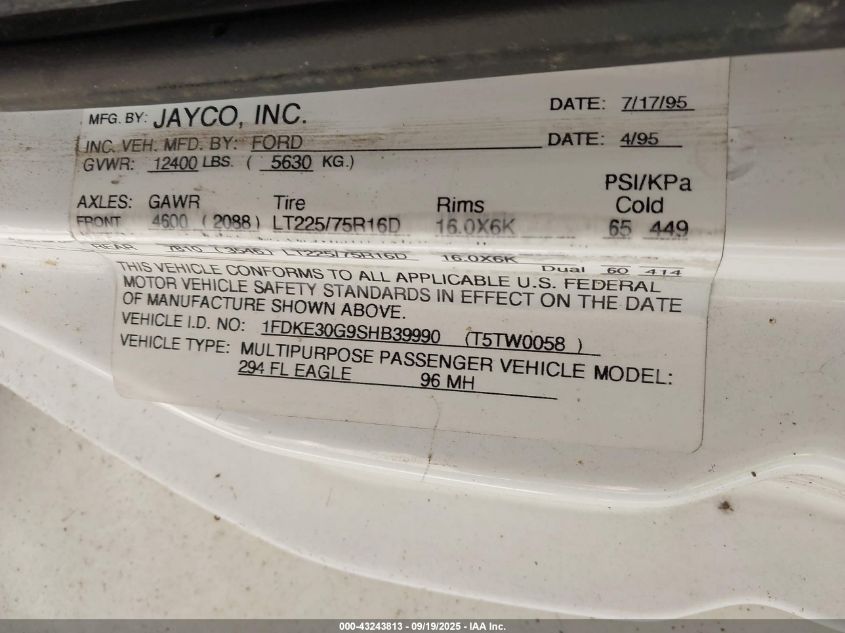 MFG. BY: JAYCO, INC. DATE: 7/17/95
INC. VEH. MFD. BY: FORD DATE: 4/95
GVWR: 12400 LBS. ( 5630 KG.)
PSI/KPa
AXLES: GAWR Tire Rims Cold
FRONT 4600 (2088) LT225/75R16D 16.0X6K 65 449
REAR 7810 (3546) LT225/75R16D 16.0X6K Dual 60 414
THIS VEHICLE CONFORMS TO ALL APPLICABLE U.S. FEDERAL
MOTOR VEHICLE SAFETY STANDARDS IN EFFECT ON THE DATE
OF MANUFACTURE SHOWN ABOVE.
VEHICLE I.D. NO: 1FDKE30G9SHB39990 (T5TW0058 )
VEHICLE TYPE: MULTIPURPOSE PASSENGER VEHICLE MODEL:
294 FL EAGLE 96 MH
000-43243813 - 09/19/2025 - IAA Inc.